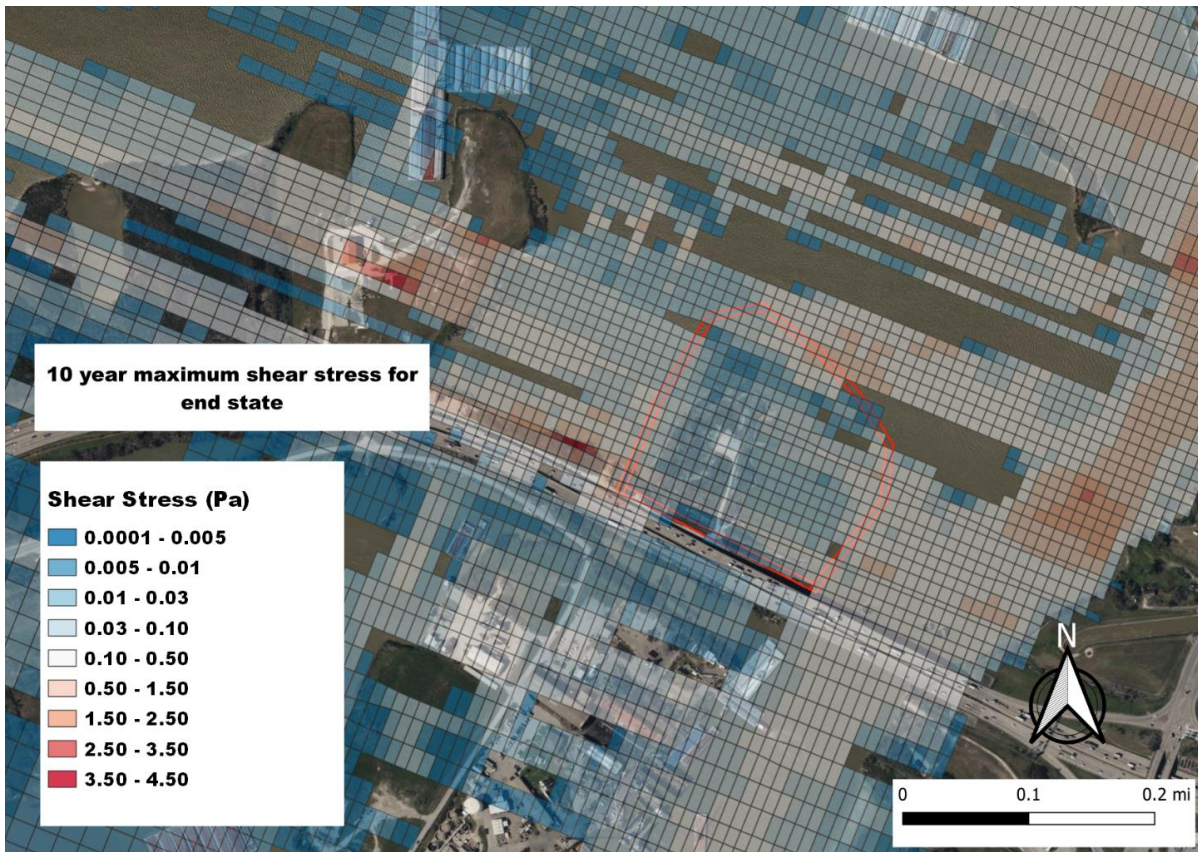 10 year maximum shear stress for
end state
Shear Stress (Pa)
0.0001 - 0.005
0.005 - 0.01
0.01 - 0.03
0.03 - 0.10
0.10 - 0.50
0.50 - 1.50
1.50 - 2.50
2.50 - 3.50
3.50 - 4.50
N
0 0.1 0.2 mi